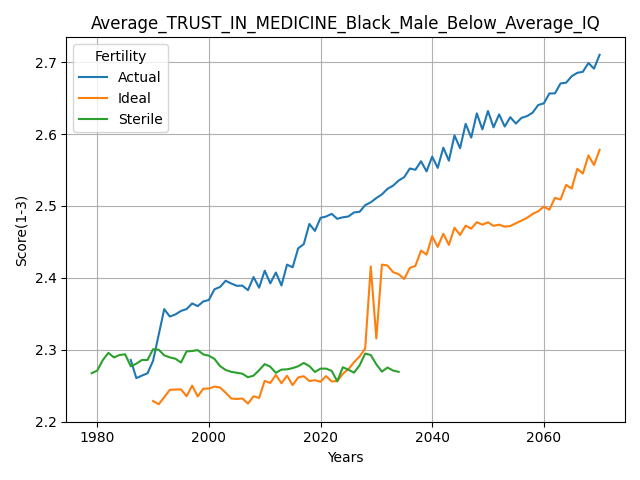 Average_TRUST_IN_MEDICINE_Black_Male_Below_Average_IQ
Fertility
Actual
Ideal
Sterile
Score(1-3)
2.7
2.6
2.5
2.4
2.3
2.2
1980 2000 2020 2040 2060
Years